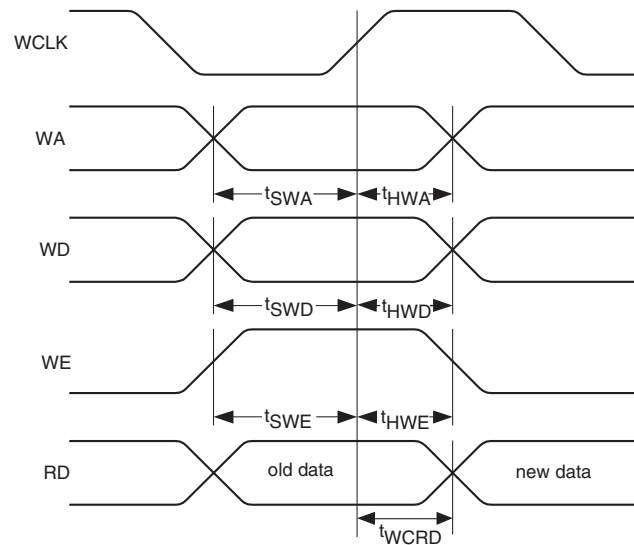 WCLK
WA
tSWA tHWA
WD
tSWD tHWD
WE
tSWE tHWE
RD old data new data
tWCRD